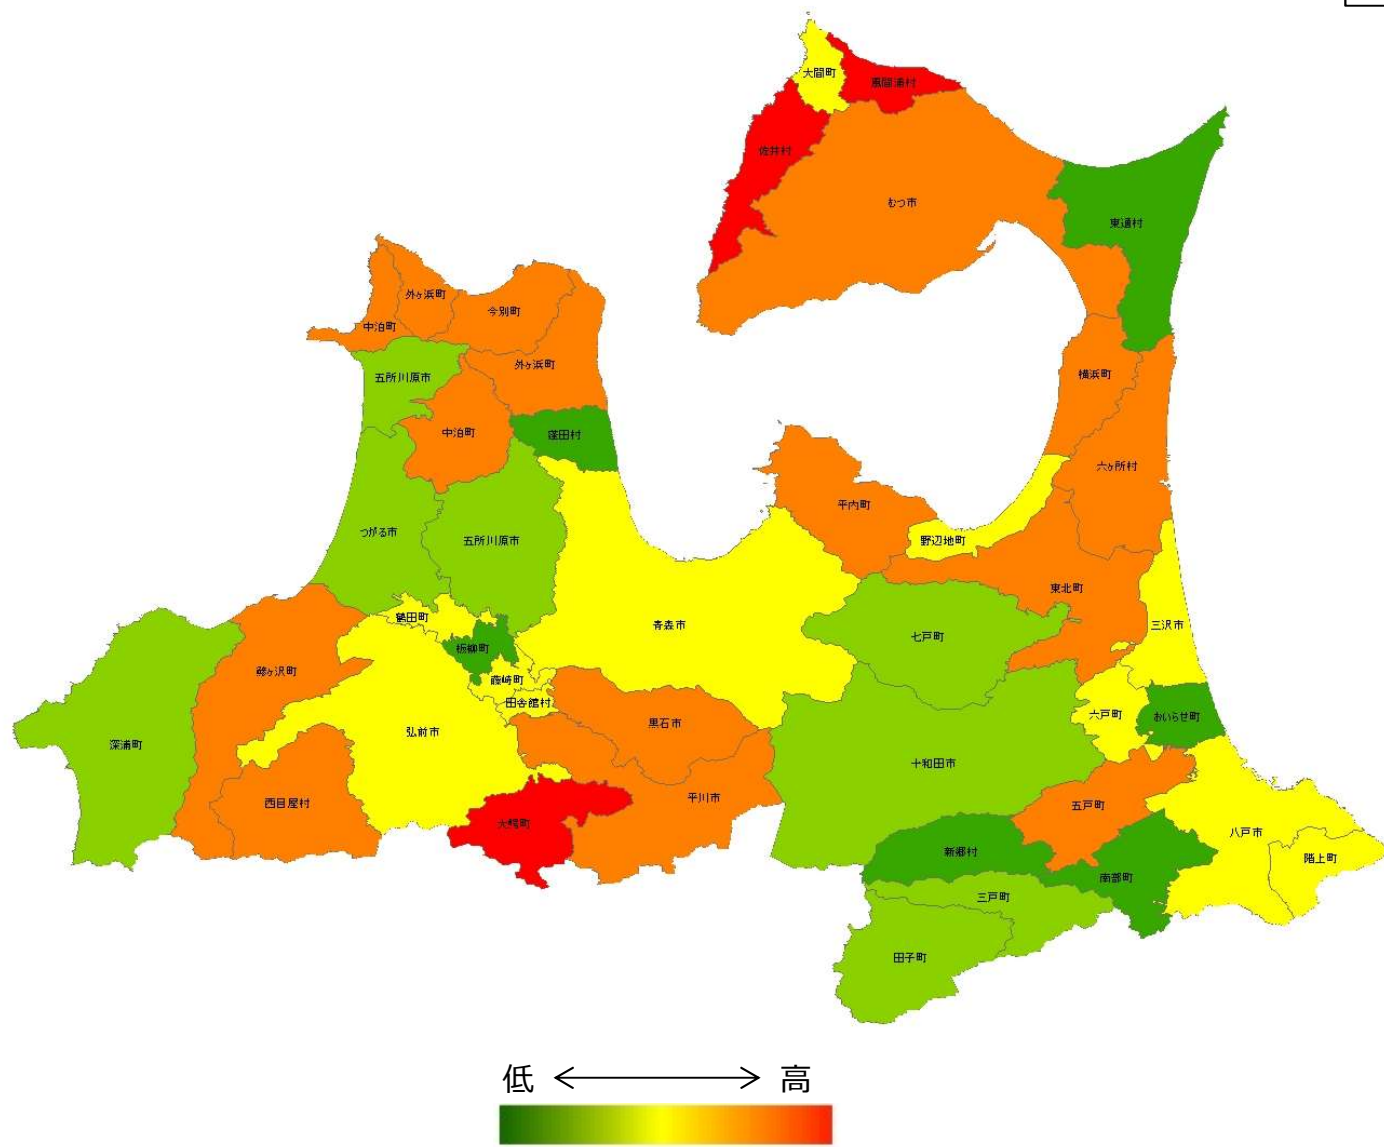 大間町
風間浦村
佐井村
むつ市
東通村
外ヶ浜町
今別町
中泊町
外ヶ浜町
横浜町
五所川原市
中泊町
蓬田村
六ヶ所村
平内町
つがる市
五所川原市
野辺地町
東北町
鶴田町
青森市
七戸町
三沢市
板柳町
鰺ヶ沢町
藤崎町
田舎館村
六戸町
おいらせ町
深浦町
弘前市
黒石市
十和田市
西目屋村
平川市
五戸町
大鰐町
八戸市
新郷村
階上町
南部町
三戸町
田子町
低 ←→ 高